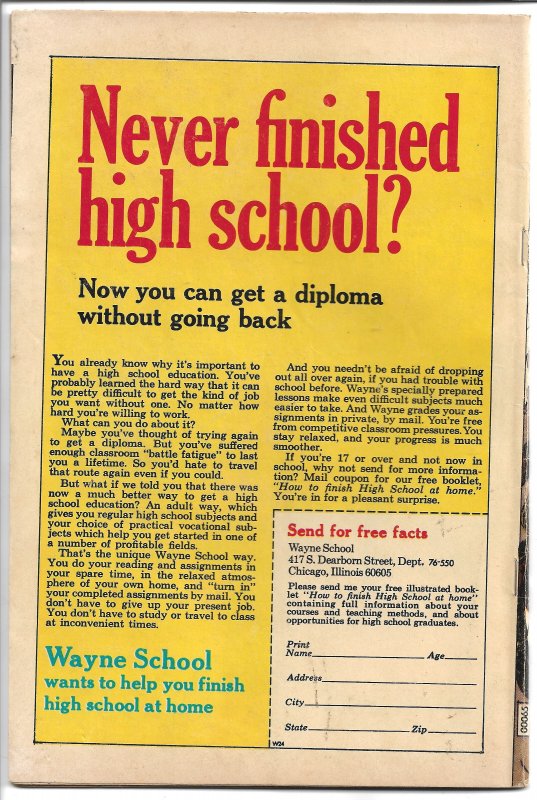 Never finished
high school?
Now you can get a diploma
without going back
You already know why it's important to
have a high school education. You've
probably learned the hard way that it can
be pretty difficult to get the kind of job
you want without one. No matter how
hard you're willing to work.
What can you do about it?
Maybe you've thought of trying again
to get a diploma. But you've suffered
enough classroom "battle fatigue" to last
you a lifetime. So you'd hate to travel
that route again even if you could.
But what if we told you that there was
now a much better way to get a high
school education? An adult way, which
gives you regular high school subjects and
your choice of practical vocational sub-
jects which help you get started in one of
a number of profitable fields.
That's the unique Wayne School way.
You do your reading and assignments in
your spare time, in the relaxed atmos-
phere of your own home, and "turn in"
your completed assignments by mail. You
don't have to give up your present job.
You don't have to study or travel to class
at inconvenient times.
Wayne School
wants to help you finish
high school at home
And you needn't be afraid of dropping
out all over again, if you had trouble with
school before. Wayne's specially prepared
lessons make even difficult subjects much
easier to take. And Wayne grades your as-
signments in private, by mail. You're free
from competitive classroom pressures. You
stay relaxed, and your progress is much
smoother.
If you're 17 or over and not now in
school, why not send for more informa-
tion? Mail coupon for our free booklet,
"How to finish High School at home."
You're in for a pleasant surprise.
Send for free facts
Wayne School
417 S. Dearborn Street, Dept. 76-550
Chicago, Illinois 60605
Please send me your free illustrated book-
let "How to finish High School at home"
containing full information about your
courses and teaching methods, and about
opportunities for high school graduates.
Print
Name Age
Address
City
State Zip
W24
00065